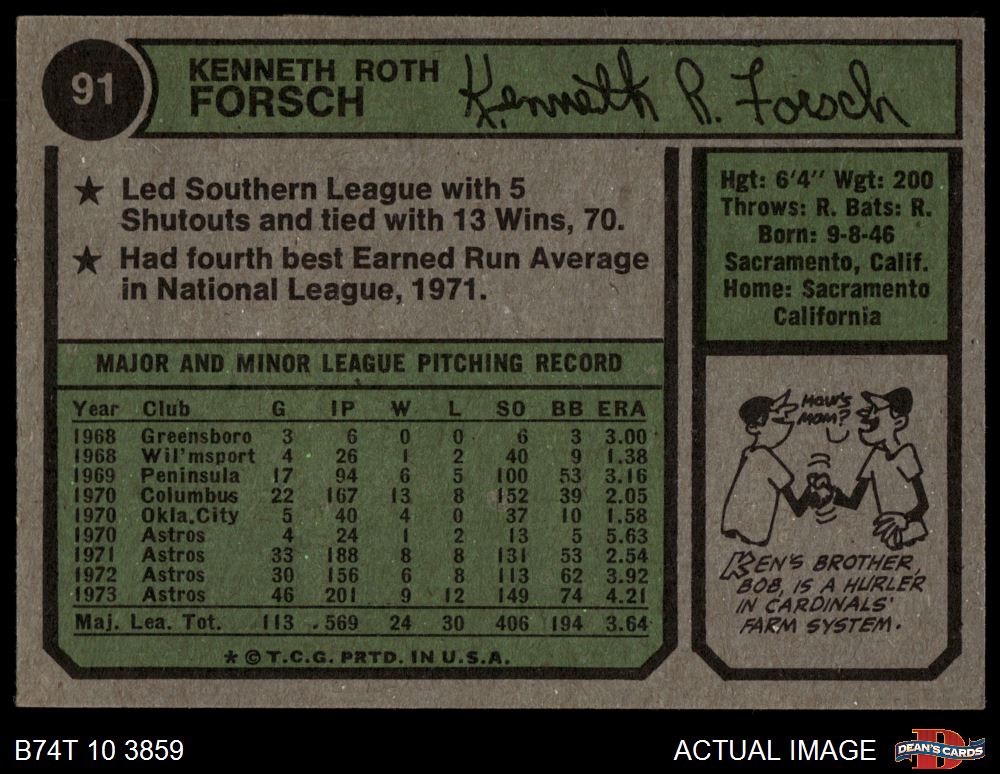 91
KENNETH ROTH
FORSCH
Kenneth R. Forsch
★ Led Southern League with 5
Shutouts and tied with 13 Wins, 70.
★ Had fourth best Earned Run Average
in National League, 1971.
MAJOR AND MINOR LEAGUE PITCHING RECORD
Year Club G IP W L SO BB ERA
1968 Greensboro 3 6 0 0 6 3 3.00
1968 Wil'msport 4 26 1 2 40 9 1.38
1969 Peninsula 17 94 6 5 100 53 3.16
1970 Columbus 22 167 13 8 152 39 2.05
1970 Okla.City 5 40 4 0 37 10 1.58
1970 Astros 4 24 1 2 13 5 5.63
1971 Astros 33 188 8 8 131 53 2.54
1972 Astros 30 156 6 8 113 62 3.92
1973 Astros 46 201 9 12 149 74 4.21
Maj. Lea. Tot. 113 569 24 30 406 194 3.64
* © T.C.G. PRTD. IN U.S.A.
Hgt: 6'4" Wgt: 200
Throws: R. Bats: R.
Born: 9-8-46
Sacramento, Calif.
Home: Sacramento
California
HOW'S
MOM?
KEN'S BROTHER,
BOB, IS A HURLER
IN CARDINALS'
FARM SYSTEM.
B74T 10 3859
ACTUAL IMAGE
D
DEAN'S CARDS